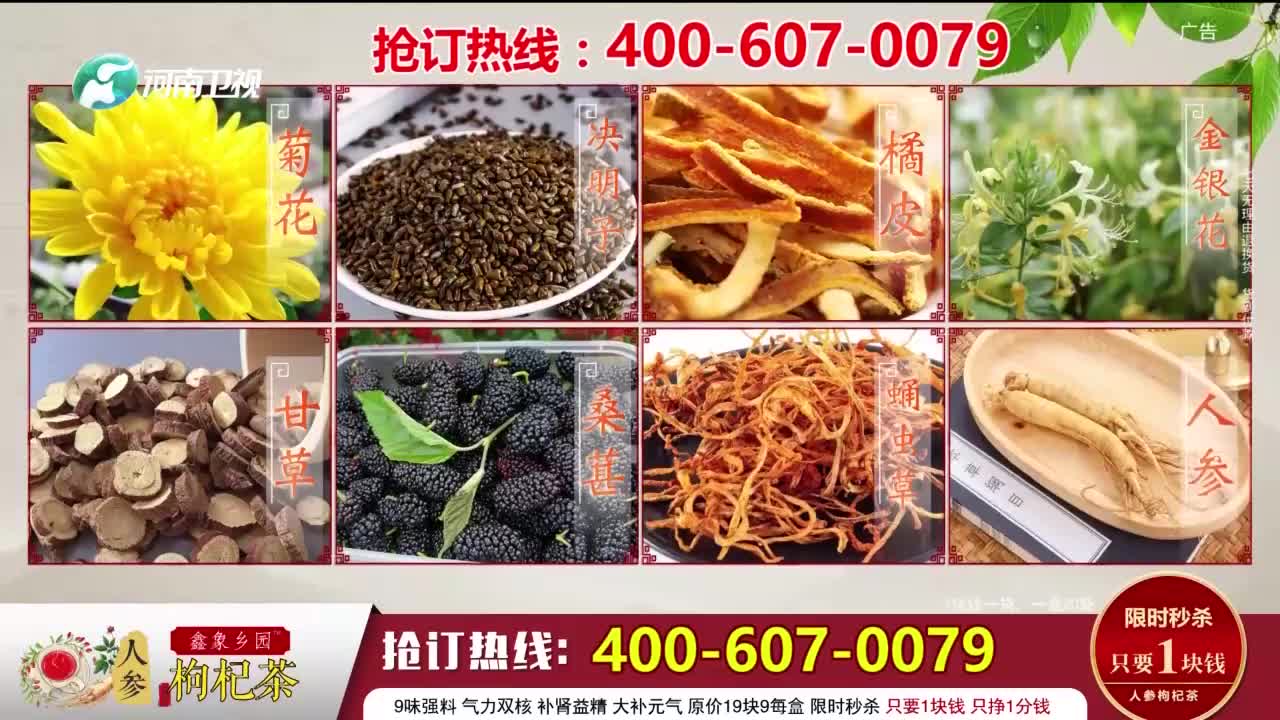 抢订热线：400-607-0079
广告
河南卫视
菊花
决明子
橘皮
金银花
甘草
桑葚
蛹虫草
人参
人参
鑫象乡园
枸杞茶
抢订热线：400-607-0079
9味强料 气力双核 补肾益精 大补元气 原价19块9每盒 限时秒杀 只要1块钱 只挣1分钱
限时秒杀
只要1块钱
人参枸杞茶